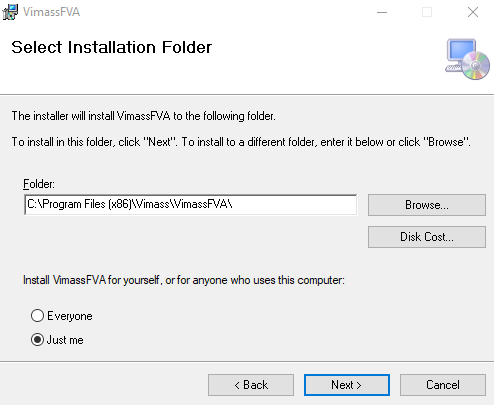 VimassFVA
Select Installation Folder
The installer will install VimassFVA to the following folder.
To install in this folder, click "Next". To install to a different folder, enter it below or click "Browse".
Folder:
C:\Program Files (x86)\Vimass\VimassFVA\
Browse...
Disk Cost...
Install VimassFVA for yourself, or for anyone who uses this computer:
Everyone
Just me
< Back
Next >
Cancel